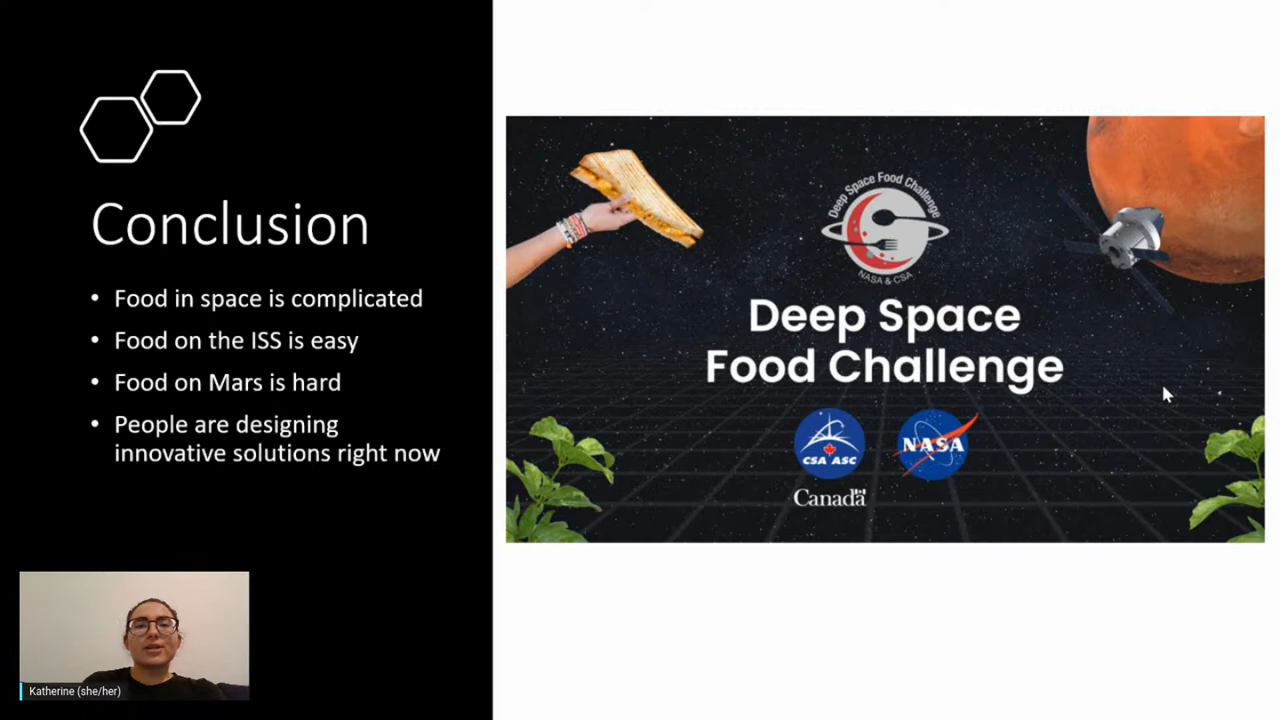 Conclusion
• Food in space is complicated
• Food on the ISS is easy
• Food on Mars is hard
• People are designing
innovative solutions right now
Deep Space Food Challenge
NASA & CSA
Deep Space
Food Challenge
CSA ASC
NASA
Canada
Katherine (she/her)